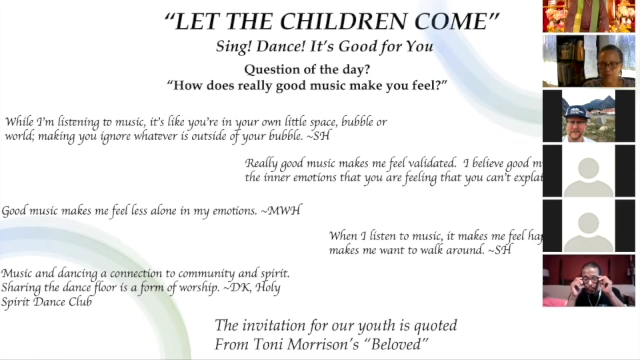 “LET THE CHILDREN COME”
Sing! Dance! It’s Good for You
Question of the day?
“How does really good music make you feel?”
While I'm listening to music, it's like you're in your own little space, bubble or
world; making you ignore whatever is outside of your bubble. ~SH
Really good music makes me feel validated. I believe good
the inner emotions that you are feeling that you can't
Good music makes me feel less alone in my emotions. ~MWH
When I listen to music, it makes me feel
makes me want to walk around. ~SH
Music and dancing a connection to community and spirit.
Sharing the dance floor is a form of worship. ~DK, Holy
Spirit Dance Club
The invitation for our youth is quoted
From Toni Morrison’s “Beloved”